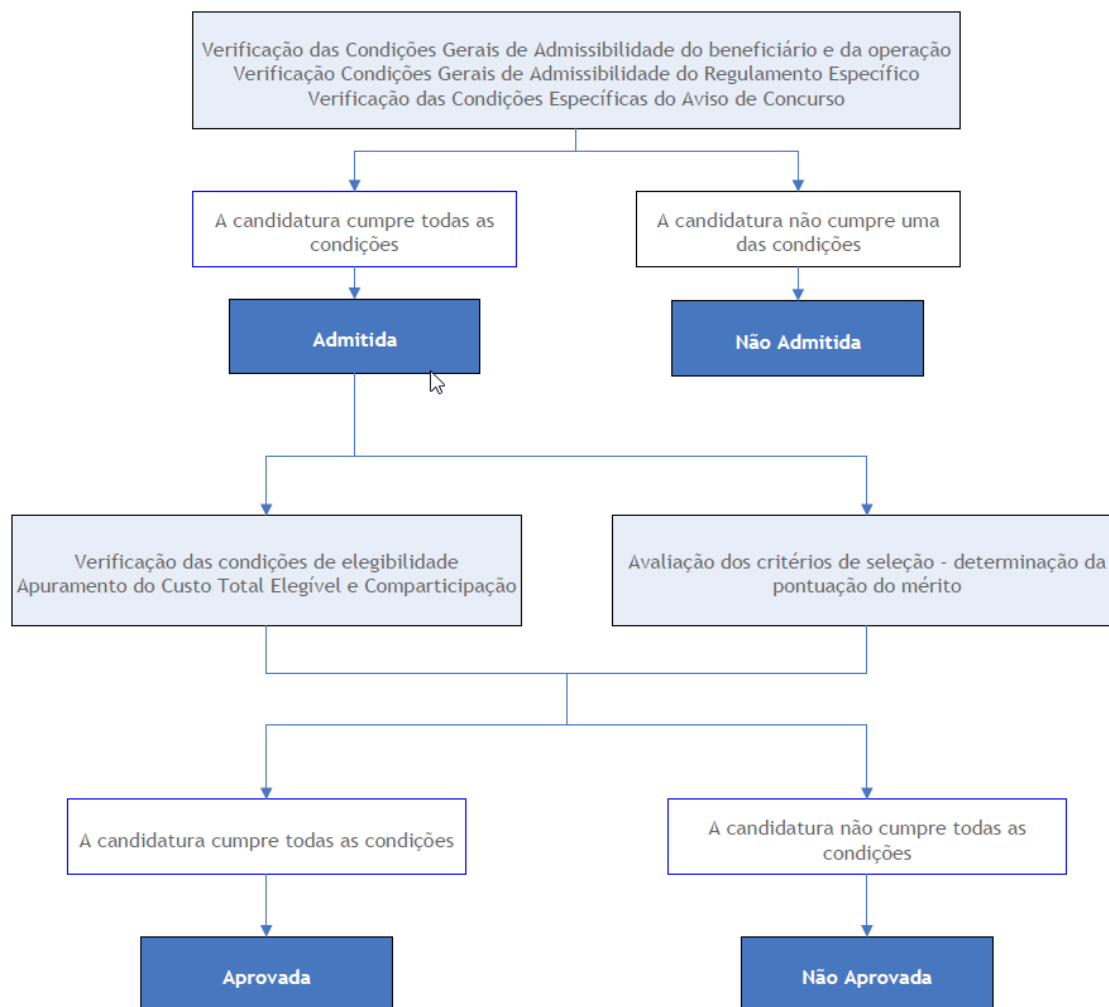 Verificação das Condições Gerais de Admissibilidade do beneficiário e da operação
Verificação Condições Gerais de Admissibilidade do Regulamento Específico
Verificação das Condições Específicas do Aviso de Concurso
A candidatura cumpre todas as
condições
A candidatura não cumpre uma
das condições
Admitida
Não Admitida
Verificação das condições de elegibilidade
Apuramento do Custo Total Elegível e Comparticipação
Avaliação dos critérios de seleção - determinação da
pontuação do mérito
A candidatura cumpre todas as condições
A candidatura não cumpre todas as
condições
Aprovada
Não Aprovada